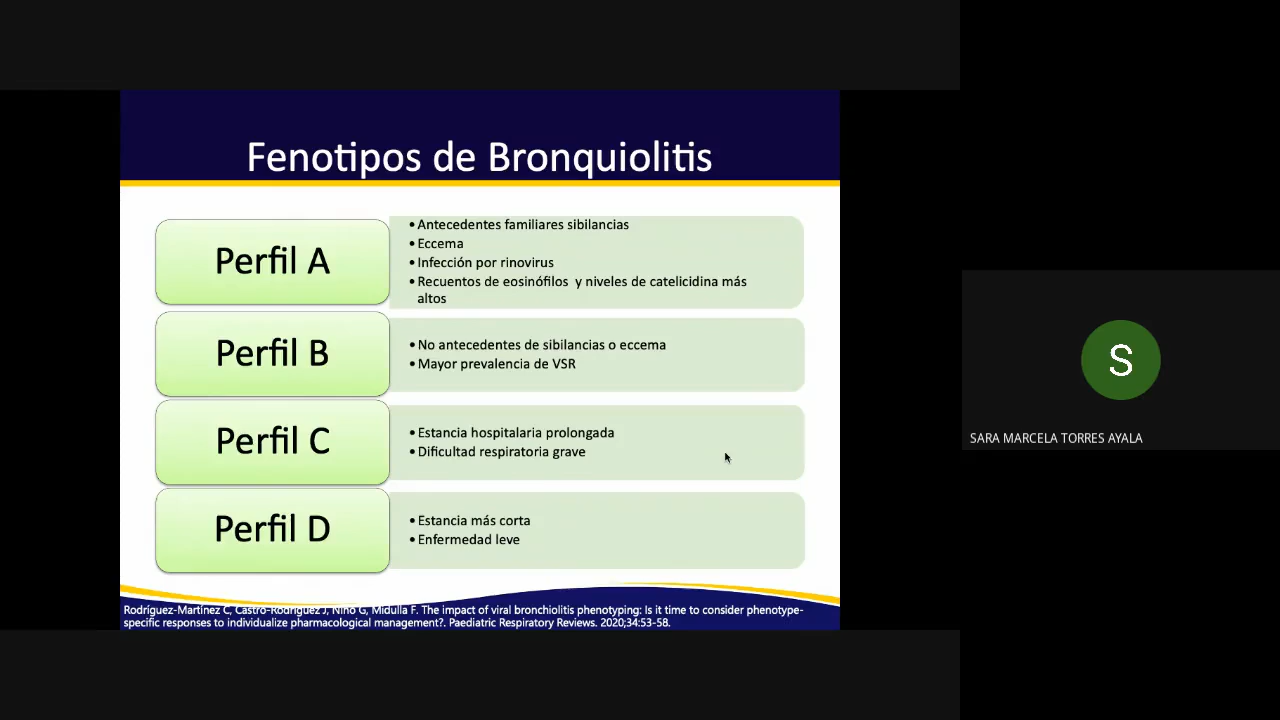 Fenotipos de Bronquiolitis
Perfil A
• Antecedentes familiares sibilancias
• Eccema
• Infección por rinovirus
• Recuentos de eosinófilos y niveles de catelicidina más
altos
Perfil B
• No antecedentes de sibilancias o eccema
• Mayor prevalencia de VSR
Perfil C
• Estancia hospitalaria prolongada
• Dificultad respiratoria grave
Perfil D
• Estancia más corta
• Enfermedad leve
Rodríguez-Martínez C, Castro-Rodriguez J, Nino G, Midulla F. The impact of viral bronchiolitis phenotyping: Is it time to consider phenotype-
specific responses to individualize pharmacological management?. Paediatric Respiratory Reviews. 2020;34:53-58.
S
SARA MARCELA TORRES AYALA